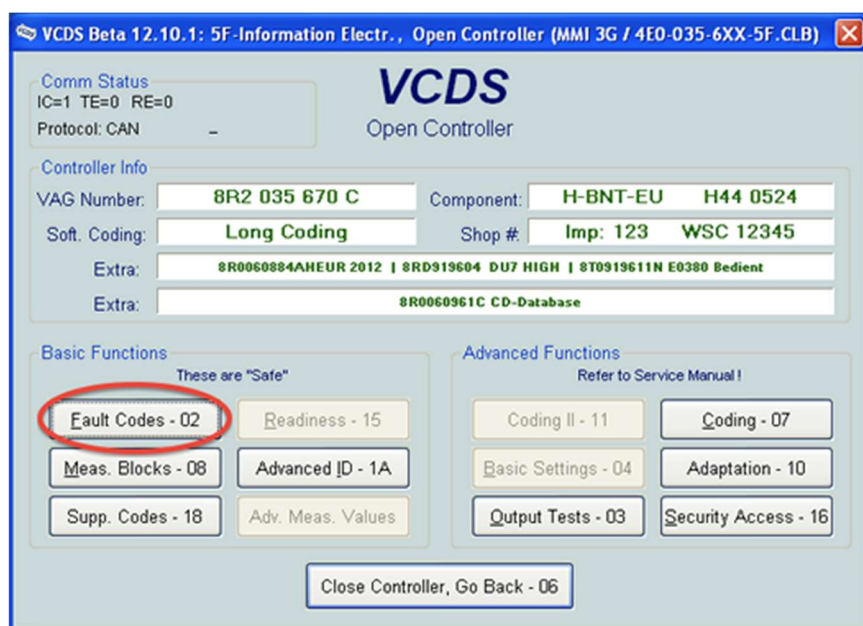 VCDS Beta 12.10.1: 5F-Information Electr., Open Controller (MMI 3G / 4E0-035-6XX-5F.CLB)
Comm Status
IC=1 TE=0 RE=0
Protocol: CAN
VCDS
Open Controller
Controller Info
VAG Number: 8R2 035 670 C Component: H-BNT-EU H44 0524
Soft. Coding: Long Coding Shop #: Imp: 123 WSC 12345
Extra: 8R0060884AHEUR 2012 | 8RD919604 DU7 HIGH | 8T0919611N E0380 Bedient
Extra: 8R0060961C CD-Database
Basic Functions Advanced Functions
These are "Safe" Refer to Service Manual !
Fault Codes - 02 Readiness - 15 Coding II - 11 Coding - 07
Meas. Blocks - 08 Advanced ID - 1A Basic Settings - 04 Adaptation - 10
Supp. Codes - 18 Adv. Meas. Values Output Tests - 03 Security Access - 16
Close Controller, Go Back - 06